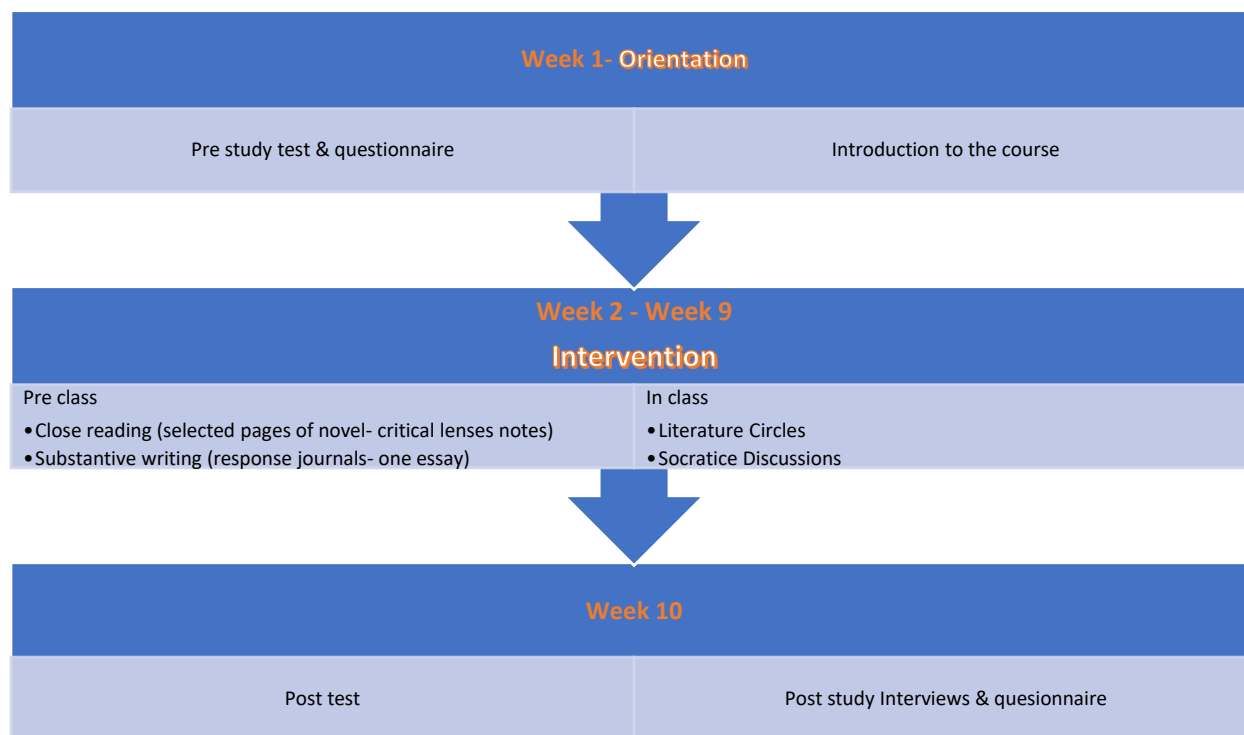 Week 1- Orientation
Pre study test & questionnaire
Introduction to the course
Week 2 - Week 9
Intervention
Pre class
•Close reading (selected pages of novel- critical lenses notes)
•Substantive writing (response journals- one essay)
In class
•Literature Circles
•Socratice Discussions
Week 10
Post test
Post study Interviews & quesionnaire